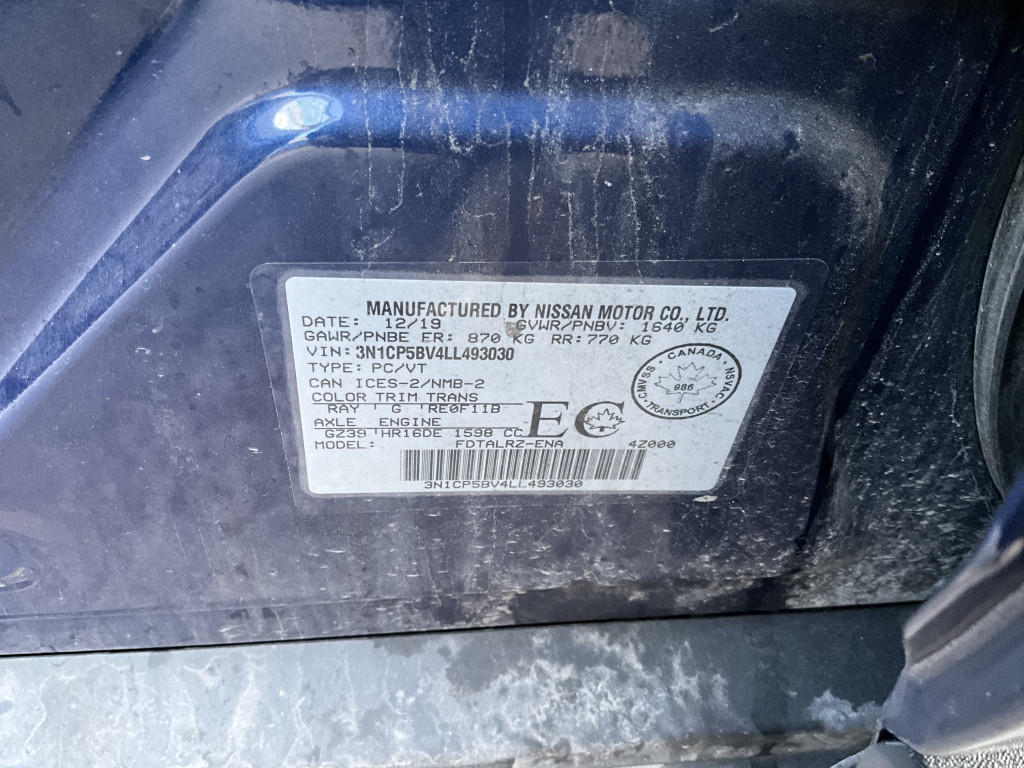 MANUFACTURED BY NISSAN MOTOR CO., LTD.
DATE: 12/19 GVWR/PNBV: 1640 KG
GAWR/PNBE ER: 870 KG RR: 770 KG
VIN: 3N1CP5BV4LL493030
TYPE: PC/VT
CAN ICES-2/NMB-2
COLOR TRIM TRANS
RAY ' G ' RE0F11B
AXLE ENGINE
GZ39 ' HR16DE 1598 CC
EC
MODEL: FDTALRZ-ENA 4Z000
3N1CP5BV4LL493030
CANADA
CMVSS 986 NSVAC
TRANSPORT